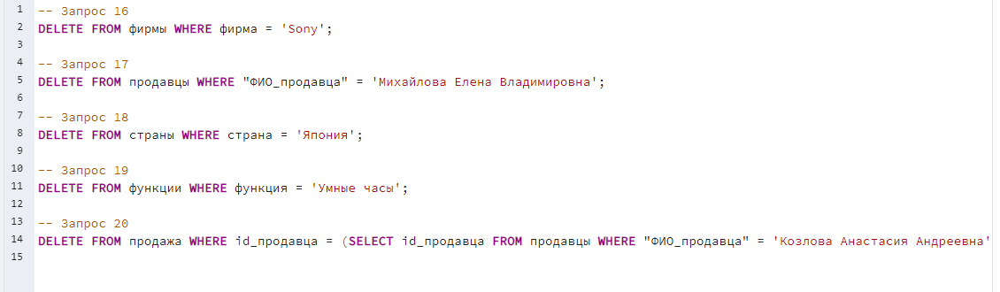 1 -- Запрос 16
2 DELETE FROM фирмы WHERE фирма = 'Sony';
3
4 -- Запрос 17
5 DELETE FROM продавцы WHERE "ФИО_продавца" = 'Михайлова Елена Владимировна';
6
7 -- Запрос 18
8 DELETE FROM страны WHERE страна = 'Япония';
9
10 -- Запрос 19
11 DELETE FROM функции WHERE функция = 'Умные часы';
12
13 -- Запрос 20
14 DELETE FROM продажа WHERE id_продавца = (SELECT id_продавца FROM продавцы WHERE "ФИО_продавца" = 'Козлова Анастасия Андреевна'
15